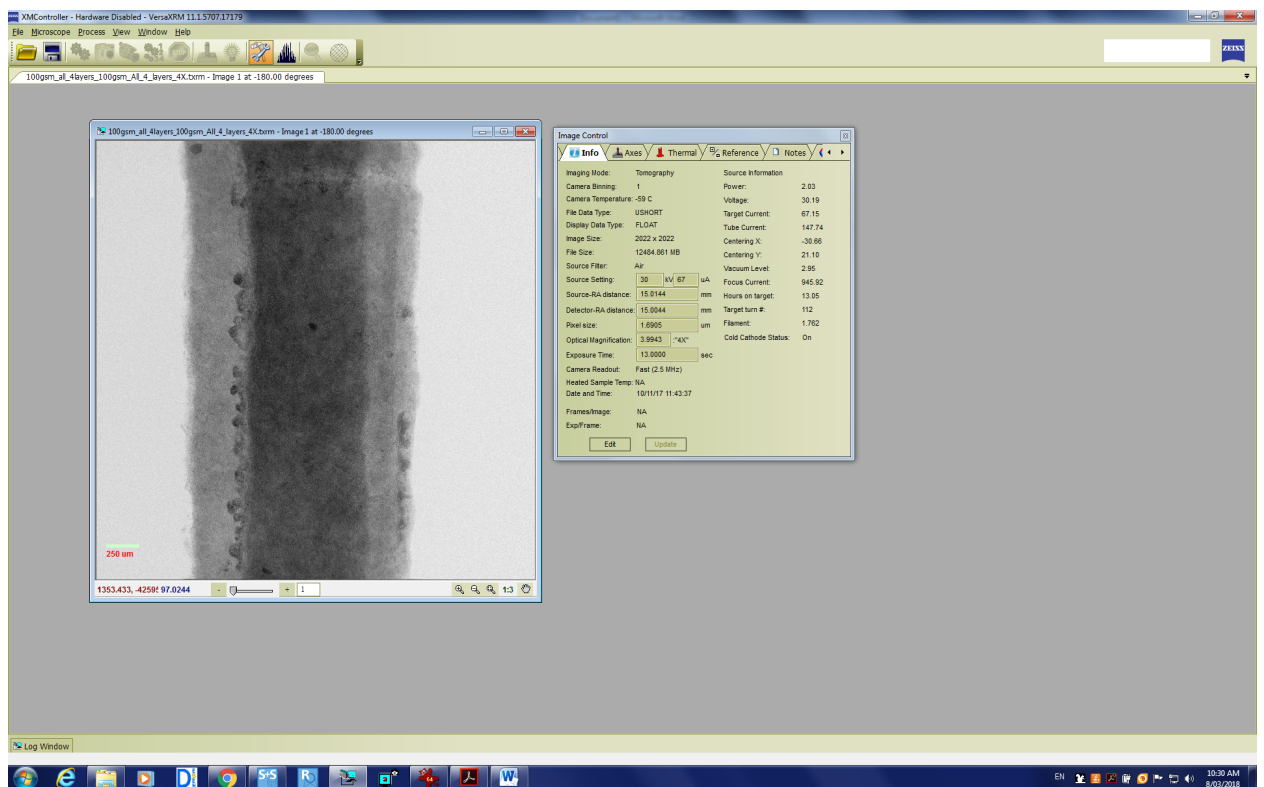 XMController - Hardware Disabled - VersaXRM 11.1.5707.17179
File Microscope Process View Window Help
ZEISS
100gsm_all_4layers_100gsm_All_4_layers_4X.txrm - Image 1 at -180.00 degrees
100gsm_all_4layers_100gsm_All_4_layers_4X.txrm - Image 1 at -180.00 degrees
250 um
1353.433, -4259! 97.0244 - + 1 1:3
Image Control
Info Axes Thermal Reference Notes
Imaging Mode: Tomography Source Information
Camera Binning: 1 Power: 2.03
Camera Temperature: -59 C Voltage: 30.19
File Data Type: USHORT Target Current: 67.15
Display Data Type: FLOAT Tube Current: 147.74
Image Size: 2022 x 2022 Centering X: -30.66
File Size: 12484.861 MB Centering Y: 21.10
Source Filter: Air Vacuum Level: 2.95
Source Setting: 30 kV 67 uA Focus Current: 945.92
Source-RA distance: 15.0144 mm Hours on target: 13.05
Detector-RA distance: 15.0044 mm Target turn #: 112
Pixel size: 1.6905 um Filament: 1.762
Optical Magnification: 3.9943 :"4X" Cold Cathode Status: On
Exposure Time: 13.0000 sec
Camera Readout: Fast (2.5 MHz)
Heated Sample Temp: NA
Date and Time: 10/11/17 11:43:37
Frames/Image: NA
Exp/Frame: NA
Edit Update
Log Window
S+S
64
EN
10:30 AM
8/03/2018